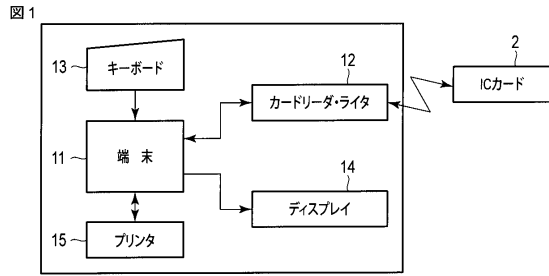 図1
13
キーボード
12
カードリーダ・ライタ
2
ICカード
11
端 末
14
ディスプレイ
15
プリンタ